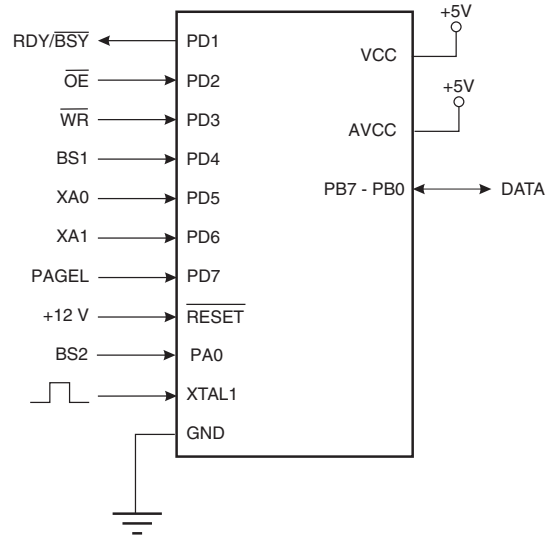 RDY/BSY PD1
OE PD2
WR PD3
BS1 PD4
XA0 PD5
XA1 PD6
PAGEL PD7
+12 V RESET
BS2 PA0
XTAL1
GND
+5V
VCC
+5V
AVCC
PB7 - PB0 DATA